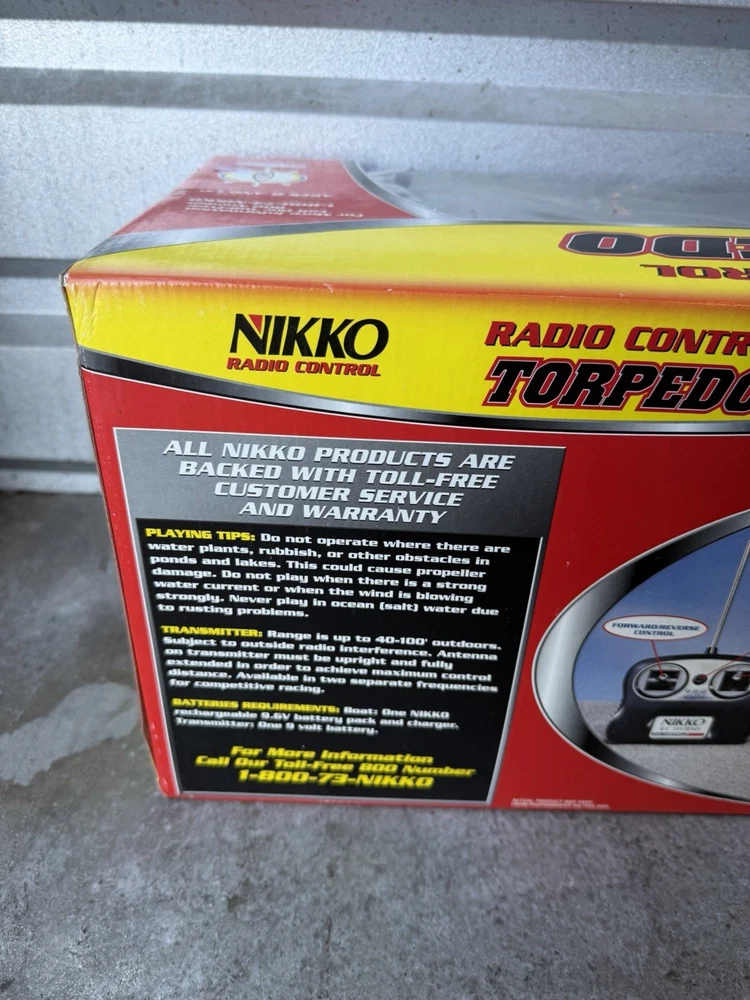 EDO
ROL
NIKKO
RADIO CONTROL
RADIO CONTR
TORPEDO
ALL NIKKO PRODUCTS ARE
BACKED WITH TOLL-FREE
CUSTOMER SERVICE
AND WARRANTY
PLAYING TIPS: Do not operate where there are
water plants, rubbish, or other obstacles in
ponds and lakes. This could cause propeller
damage. Do not play when there is a strong
water current or when the wind is blowing
strongly. Never play in ocean (salt) water due
to rusting problems.
TRANSMITTER: Range is up to 40-100' outdoors.
Subject to outside radio interference. Antenna
on transmitter must be upright and fully
extended in order to achieve maximum control
distance. Available in two separate frequencies
for competitive racing.
BATTERIES REQUIREMENTS: Boat: One NIKKO
rechargeable 9.6V battery pack and charger.
Transmitter: One 9 volt battery.
For More Information
Call Our Toll-Free 800 Number
1-800-73-NIKKO
FORWARD/REVERSE
CONTROL
NIKKO